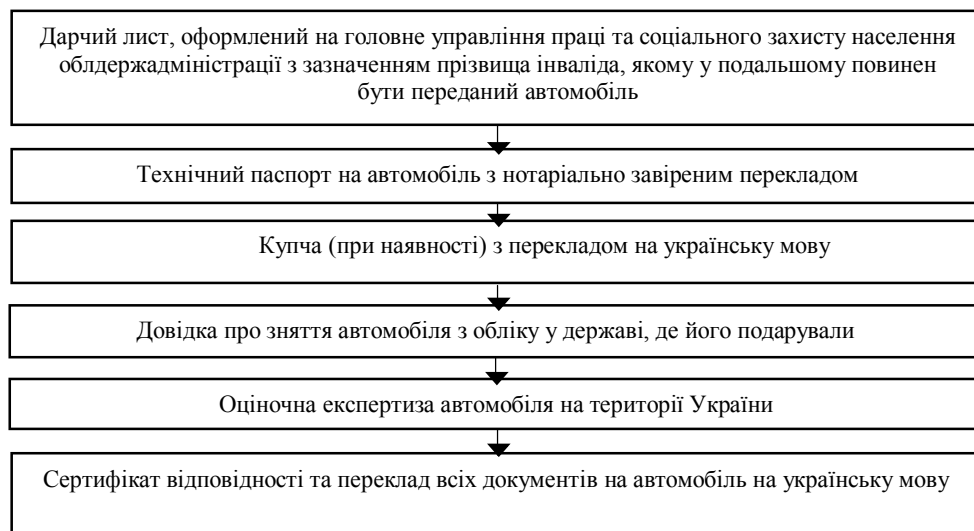 Дарчий лист, оформлений на головне управління праці та соціального захисту населення
облдержадміністрації з зазначенням прізвища інваліда, якому у подальшому повинен
бути переданий автомобіль
Технічний паспорт на автомобіль з нотаріально завіреним перекладом
Купча (при наявності) з перекладом на українську мову
Довідка про зняття автомобіля з обліку у державі, де його подарували
Оціночна експертиза автомобіля на території України
Сертифікат відповідності та переклад всіх документів на автомобіль на українську мову